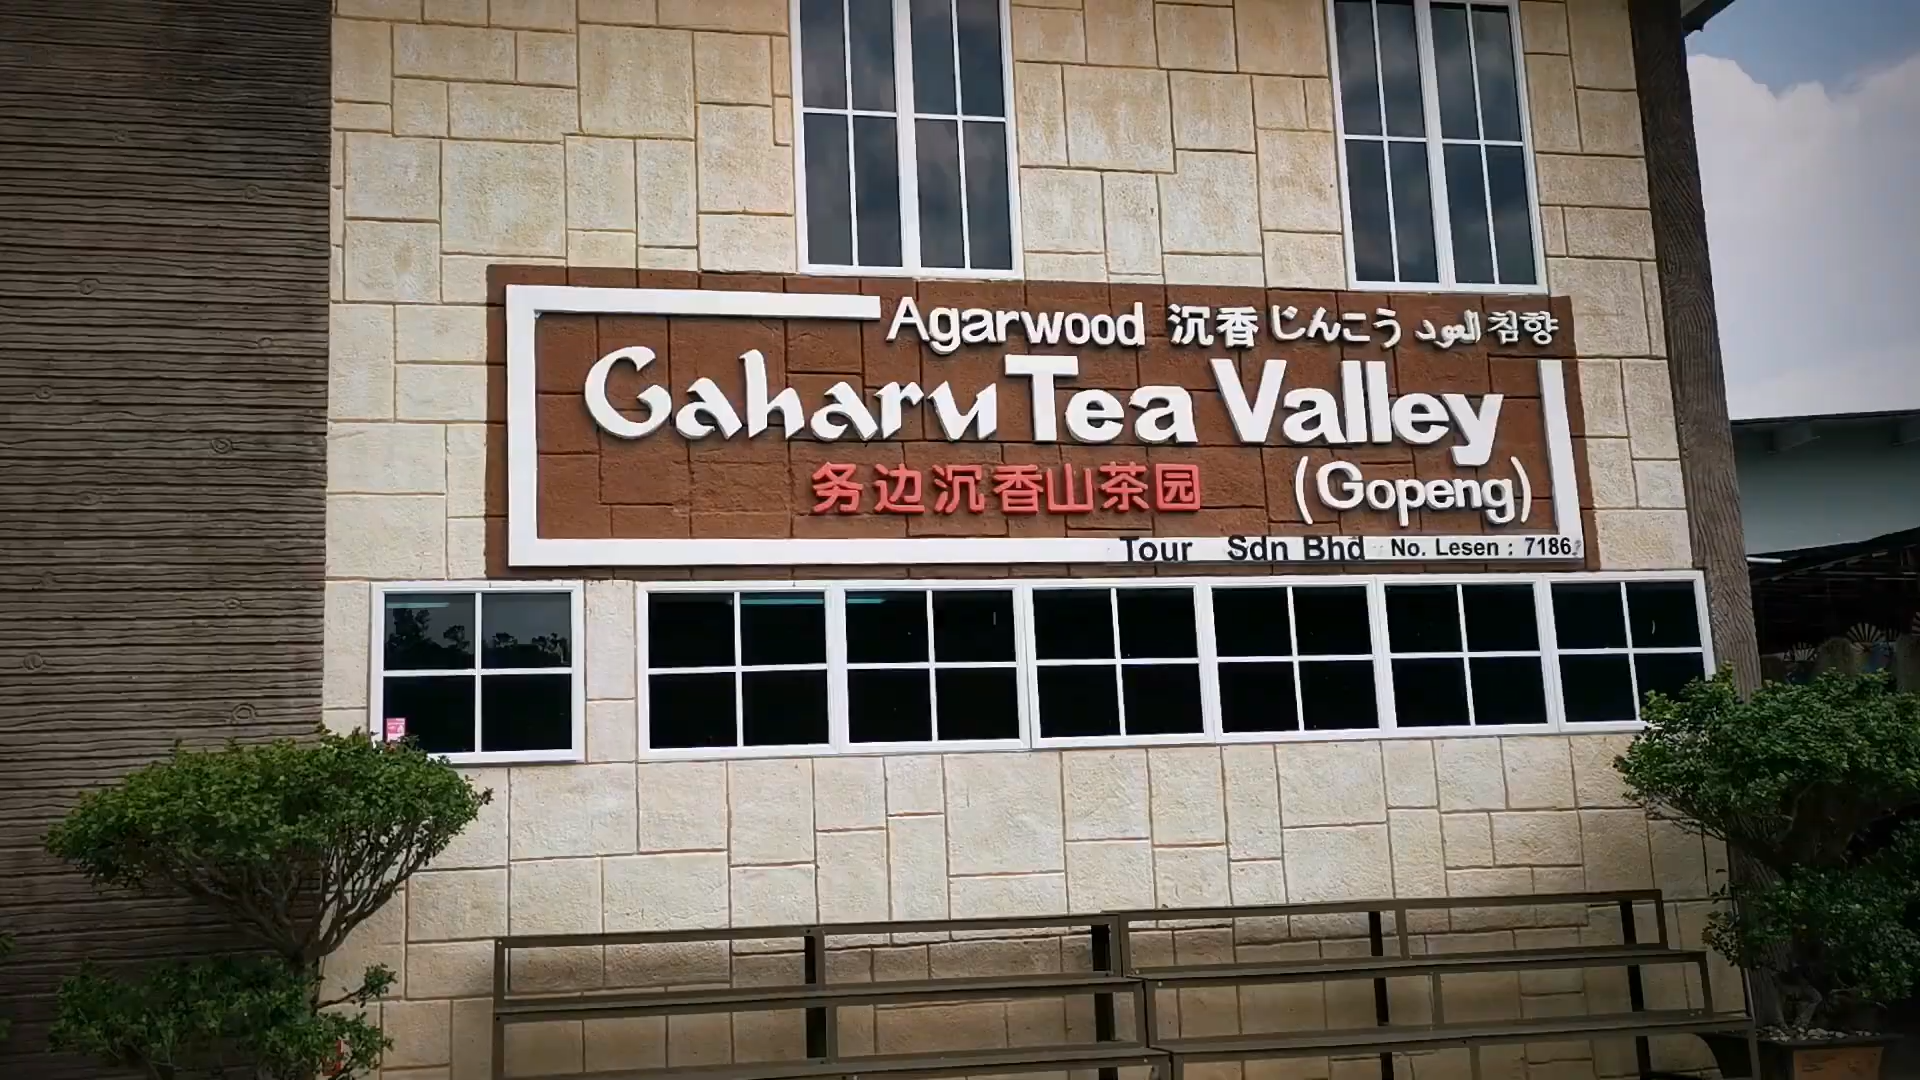 Agarwood 沉香 じんこう العود 침향
Gaharu Tea Valley
务边沉香山茶园 (Gopeng)
Tour Sdn Bhd No. Lesen : 7186